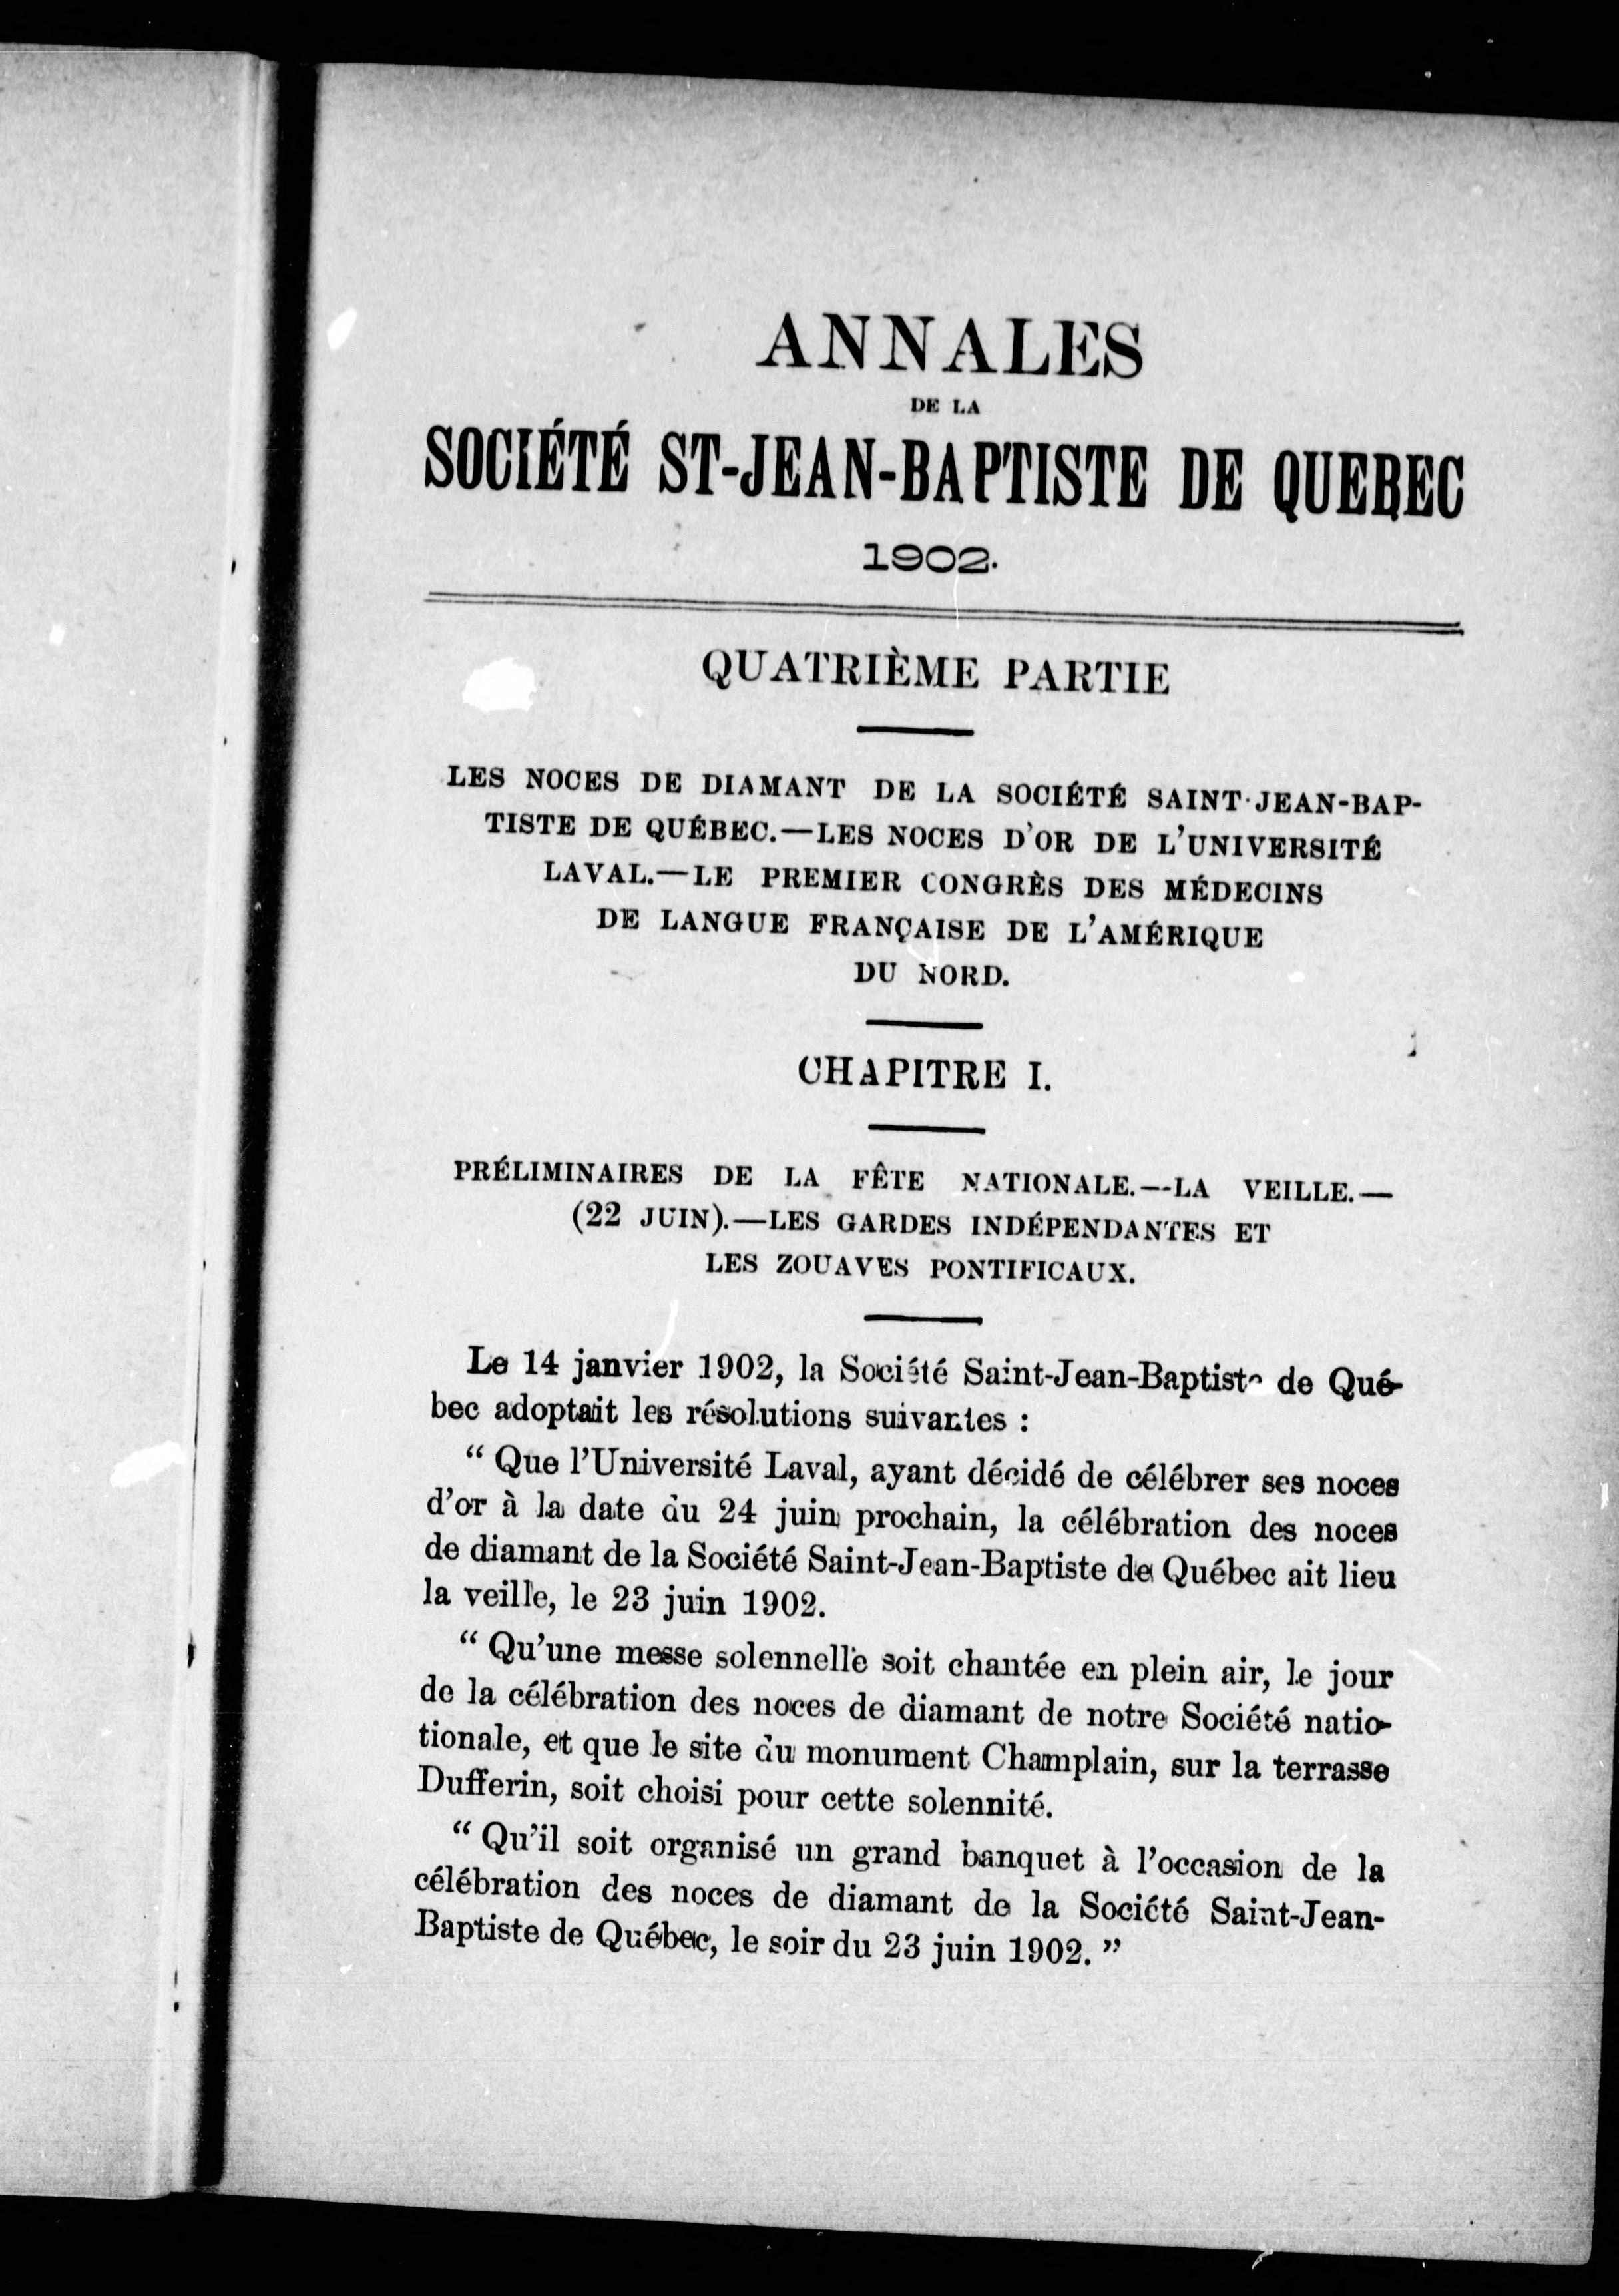 ANNALES
DE LA
SOCIÉTÉ ST-JEAN-BAPTISTE DE QUEBEC
1902.
QUATRIÈME PARTIE
LES NOCES DE DIAMANT DE LA SOCIÉTÉ SAINT-JEAN-BAP-
TISTE DE QUÉBEC.—LES NOCES D'OR DE L'UNIVERSITÉ
LAVAL.—LE PREMIER CONGRÈS DES MÉDECINS
DE LANGUE FRANÇAISE DE L'AMÉRIQUE
DU NORD.
CHAPITRE I.
PRÉLIMINAIRES DE LA FÊTE NATIONALE.—LA VEILLE.—
(22 JUIN).—LES GARDES INDÉPENDANTES ET
LES ZOUAVES PONTIFICAUX.
Le 14 janvier 1902, la Société Saint-Jean-Baptiste de Qué-
bec adoptait les résolutions suivantes :
“ Que l'Université Laval, ayant décidé de célébrer ses noces
d'or à la date du 24 juin prochain, la célébration des noces
de diamant de la Société Saint-Jean-Baptiste de Québec ait lieu
la veille, le 23 juin 1902.
“ Qu'une messe solennelle soit chantée en plein air, le jour
de la célébration des noces de diamant de notre Société natio-
tionale, et que le site du monument Champlain, sur la terrasse
Dufferin, soit choisi pour cette solennité.
“ Qu'il soit organisé un grand banquet à l'occasion de la
célébration des noces de diamant de la Société Saint-Jean-
Baptiste de Québec, le soir du 23 juin 1902. ”